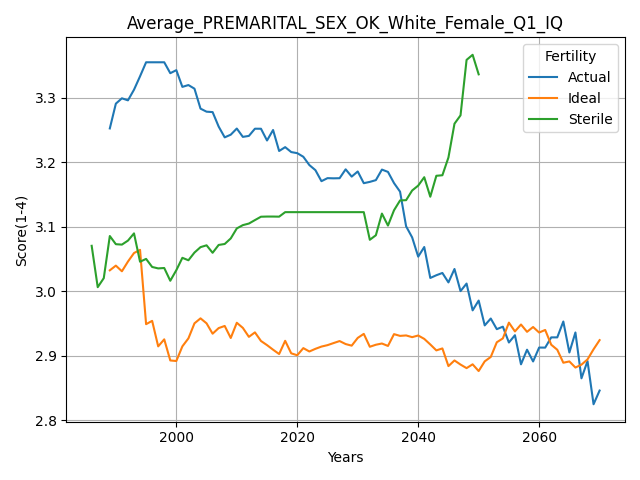 Average_PREMARITAL_SEX_OK_White_Female_Q1_IQ
Fertility
Actual
Ideal
Sterile
Score(1-4)
3.3
3.2
3.1
3.0
2.9
2.8
2000
2020
2040
2060
Years